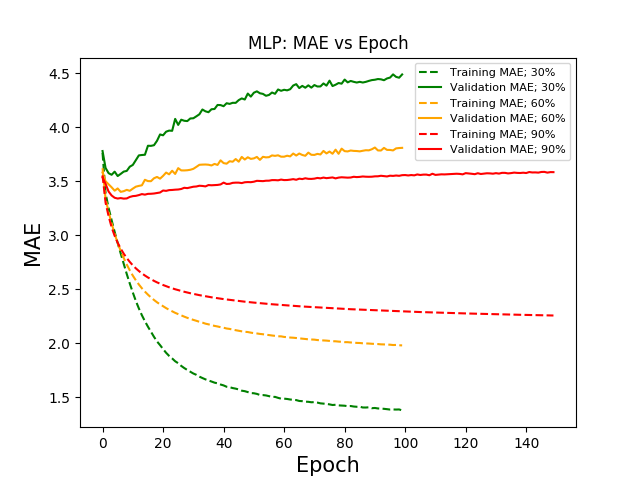 MLP: MAE vs Epoch
Training MAE; 30%
Validation MAE; 30%
Training MAE; 60%
Validation MAE; 60%
Training MAE; 90%
Validation MAE; 90%
4.5
4.0
3.5
3.0
2.5
2.0
1.5
MAE
0 20 40 60 80 100 120 140
Epoch